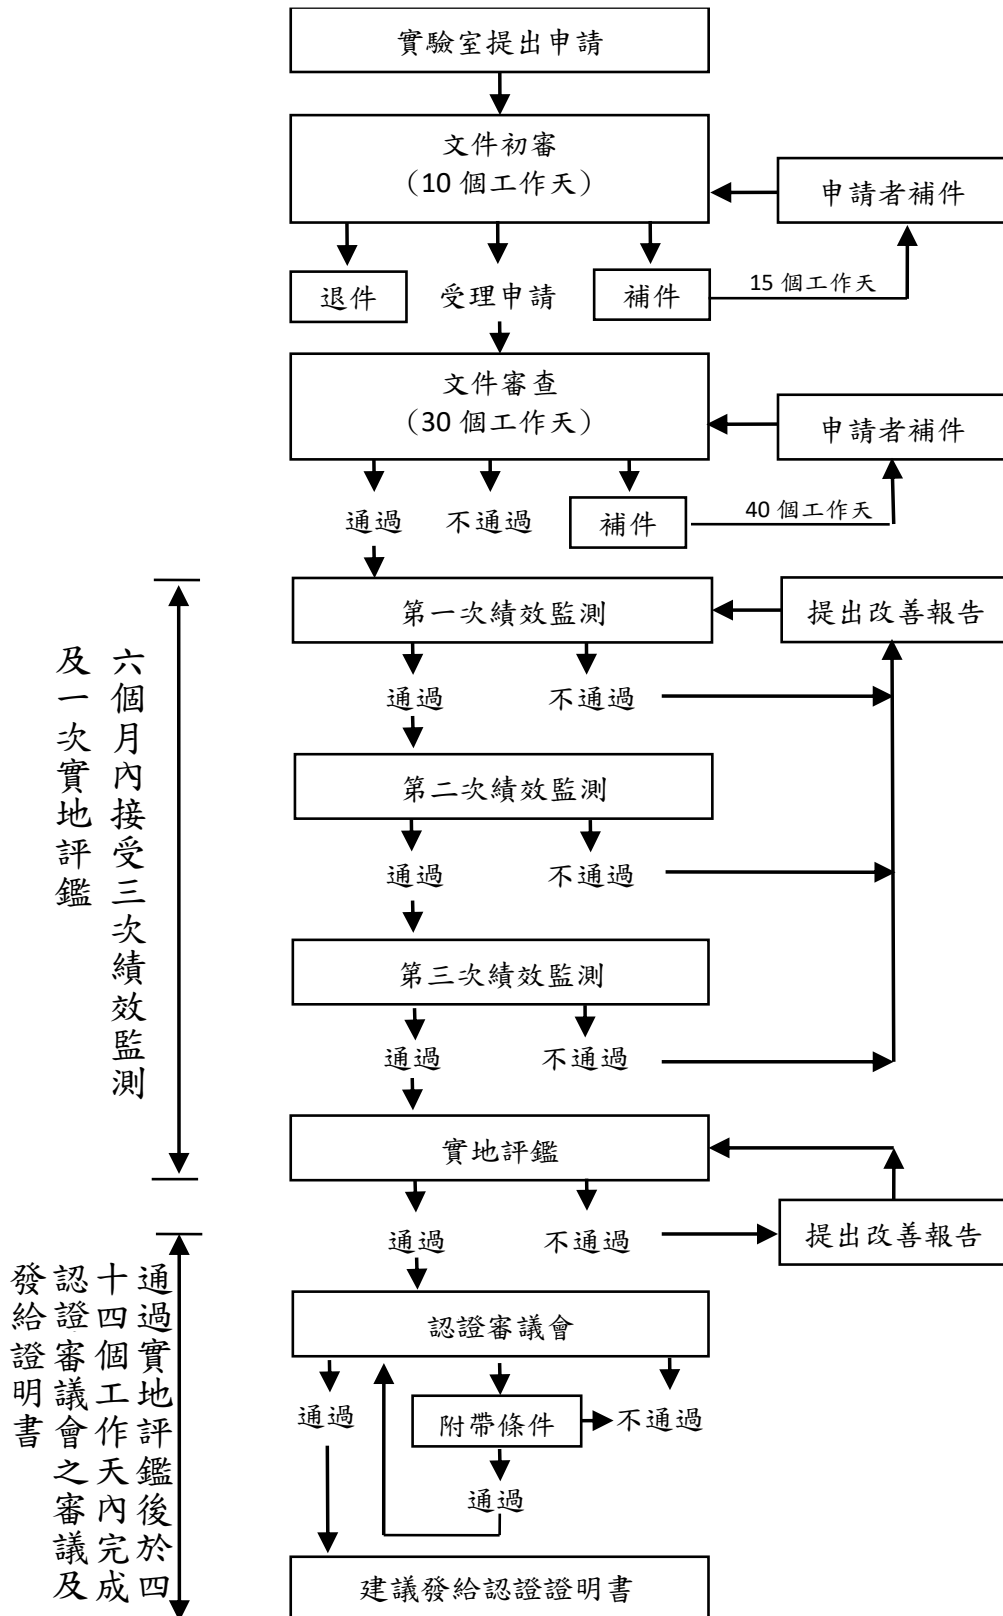 實驗室提出申請
文件初審
（10 個工作天）
申請者補件
退件
受理申請
補件
15 個工作天
文件審查
（30 個工作天）
申請者補件
通過
不通過
補件
40 個工作天
六個月內接受三次績效監測
及一次實地評鑑
第一次績效監測
提出改善報告
通過
不通過
第二次績效監測
通過
不通過
第三次績效監測
通過
不通過
實地評鑑
通過
不通過
提出改善報告
通過實地評鑑後於四
十四個工作天內完成
認證審議會之審議及
發給證明書
認證審議會
通過
附帶條件
不通過
通過
建議發給認證證明書